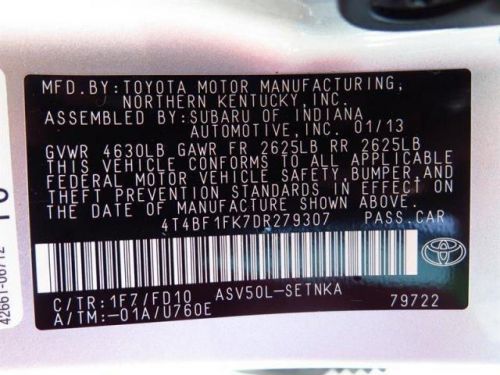 MFD.BY:TOYOTA MOTOR MANUFACTURING,
NORTHERN KENTUCKY,INC.
ASSEMBLED BY:SUBARU OF INDIANA
AUTOMOTIVE,INC. 01/13
GVWR 4630LB GAWR FR 2625LB RR 2625LB
THIS VEHICLE CONFORMS TO ALL APPLICABLE
FEDERAL MOTOR VEHICLE SAFETY,BUMPER,AND
THEFT PREVENTION STANDARDS IN EFFECT ON
THE DATE OF MANUFACTURE SHOWN ABOVE.
4T4BF1FK7DR279307 PASS.CAR
C/TR:1F7/FD10 ASV50L-SETNKA
A/TM:-01A/U760E 79722